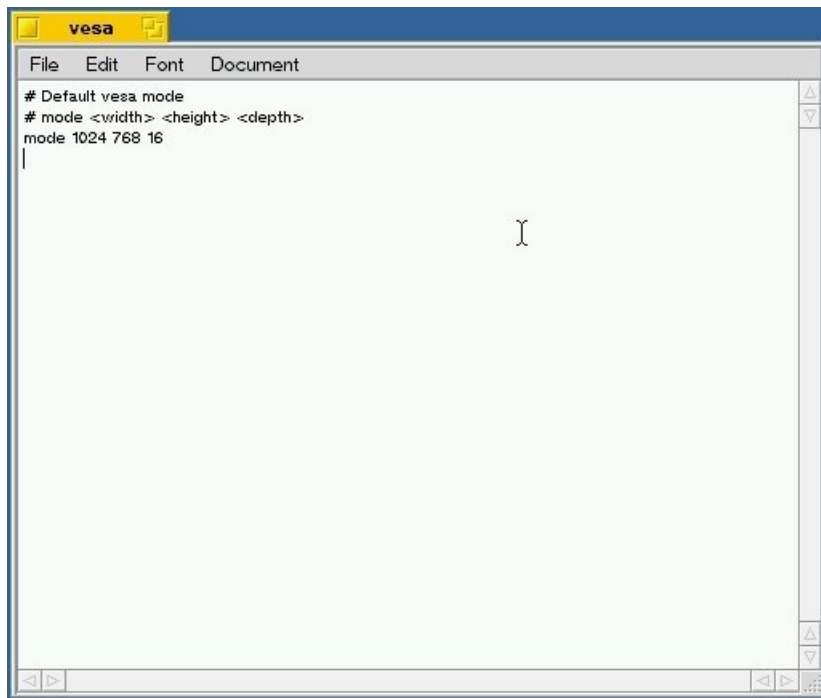 vesa
File Edit Font Document
# Default vesa mode
# mode <width> <height> <depth>
mode 1024 768 16